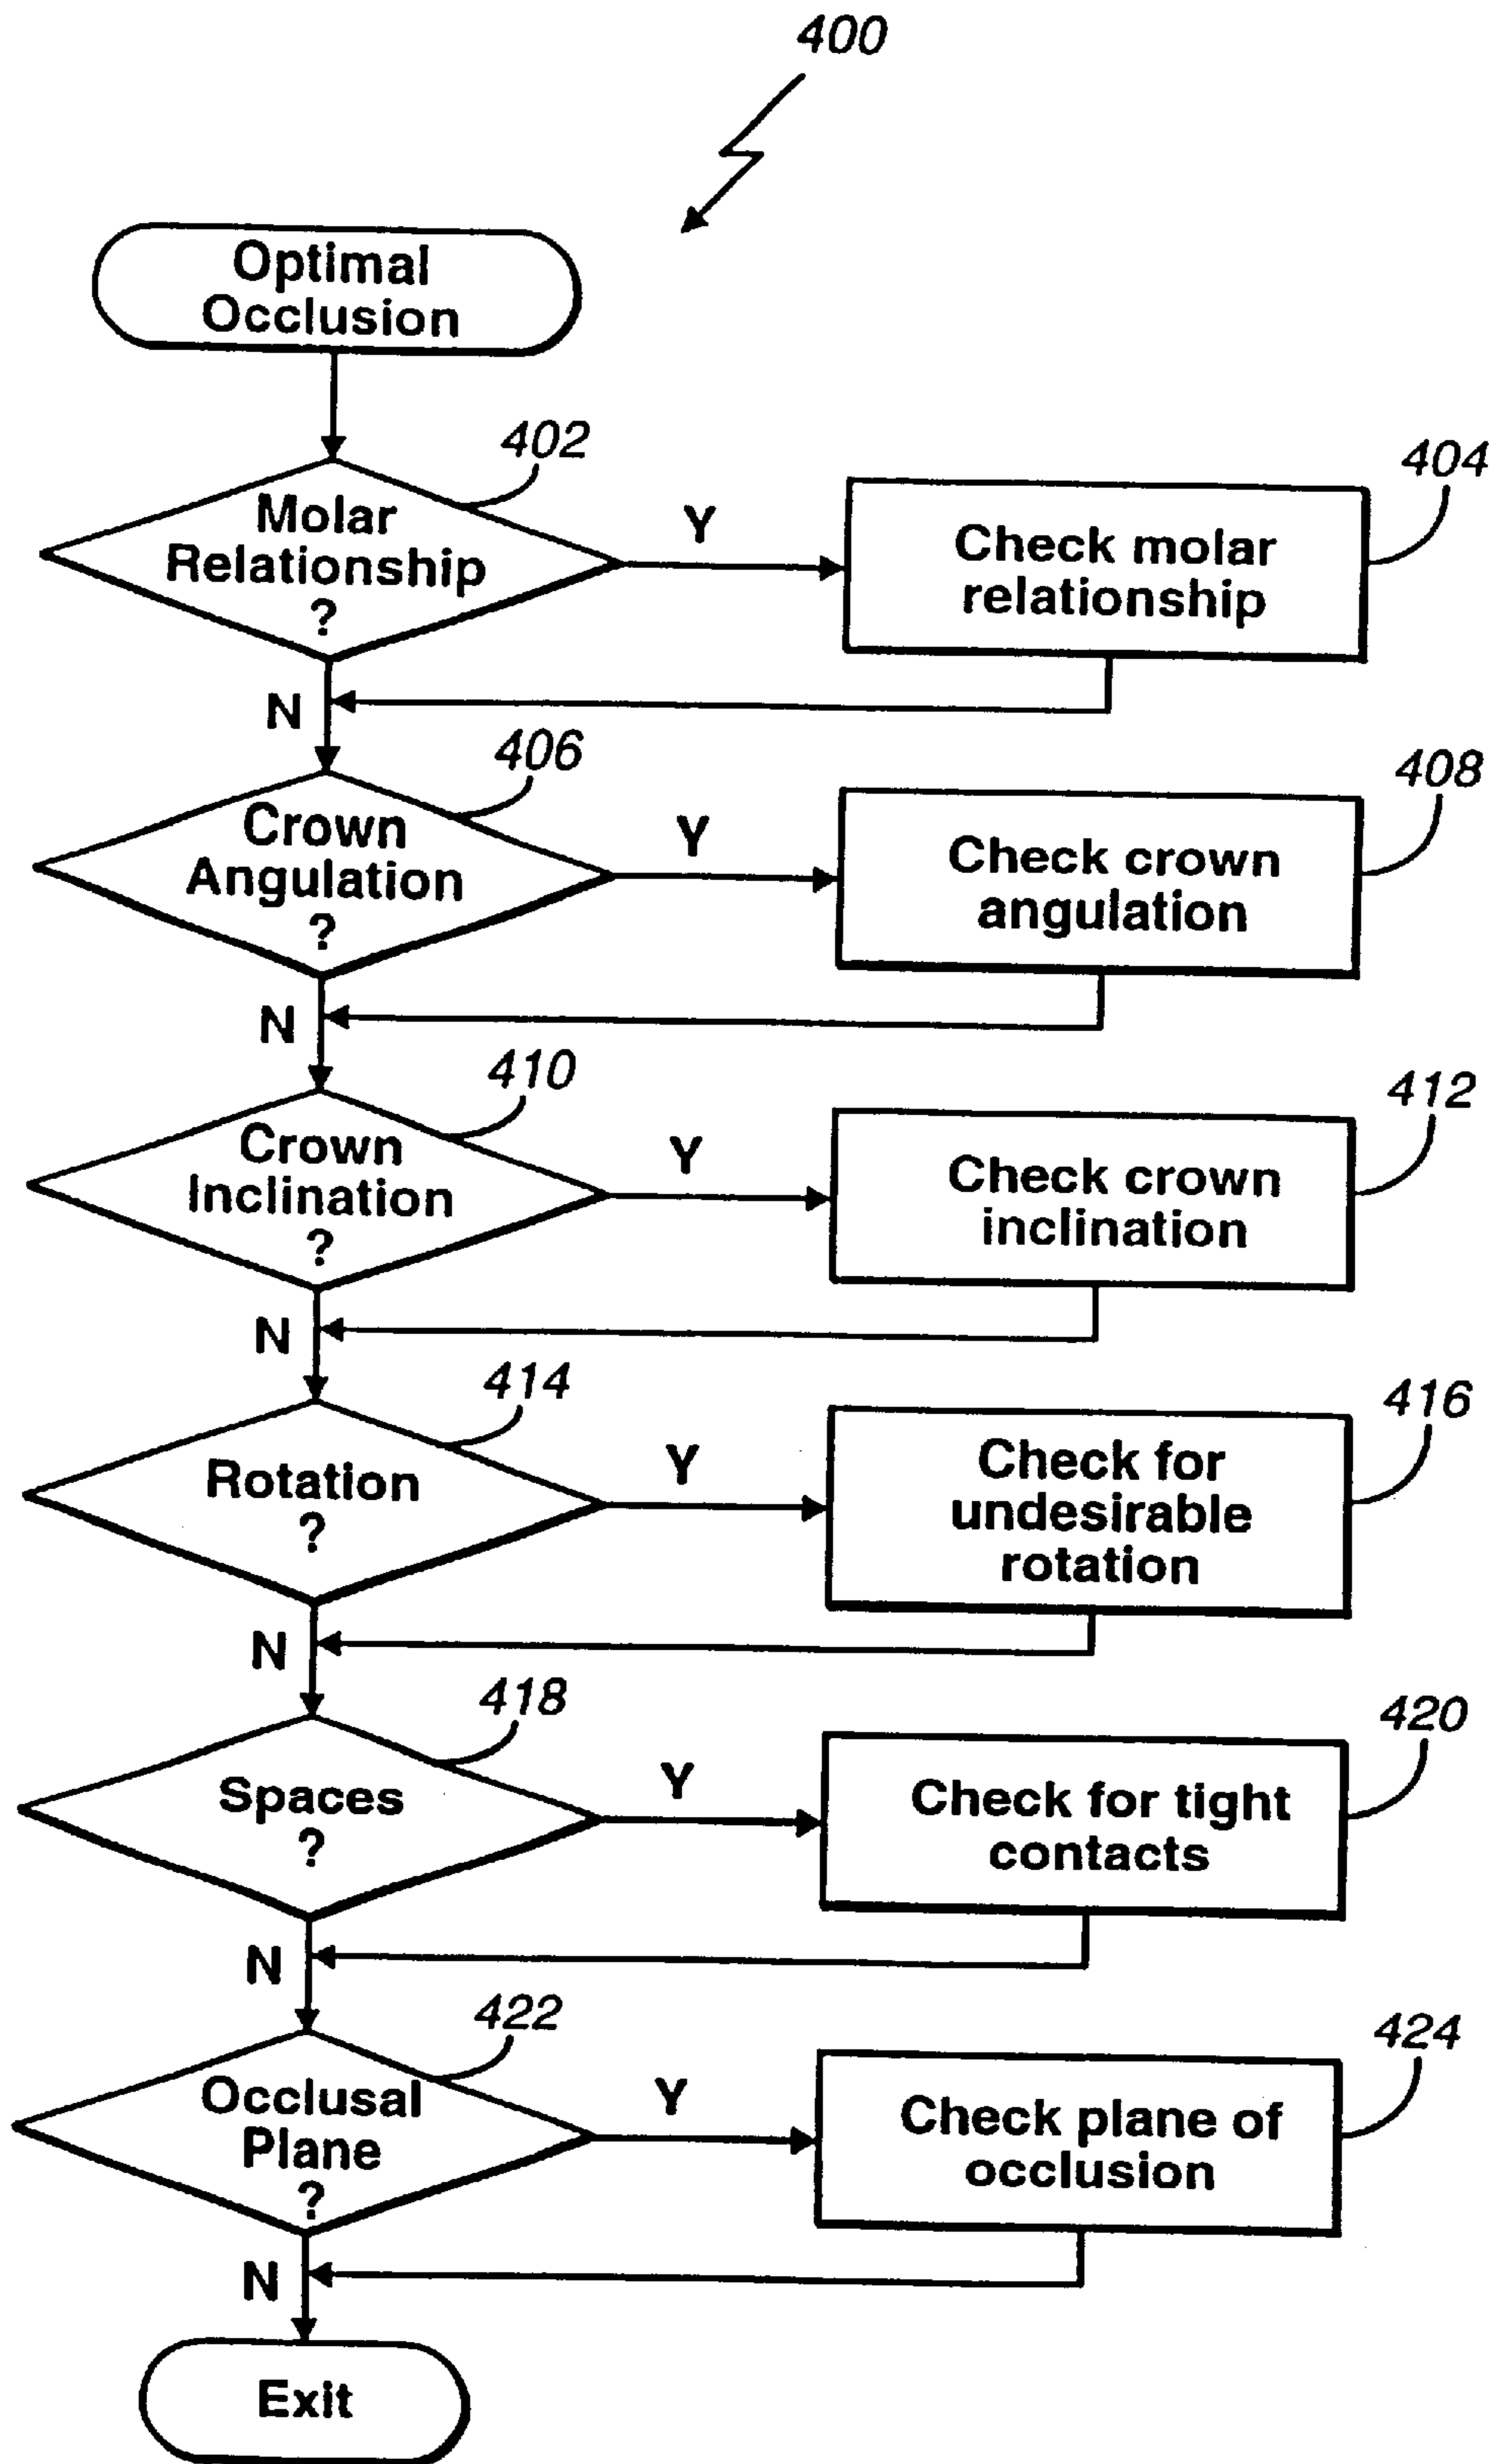 400
Optimal
Occlusion
402
Molar
Relationship
?
Y
N
404
Check molar
relationship
406
Crown
Angulation
?
Y
N
408
Check crown
angulation
410
Crown
Inclination
?
Y
N
412
Check crown
inclination
414
Rotation
?
Y
N
416
Check for
undesirable
rotation
418
Spaces
?
Y
N
420
Check for tight
contacts
422
Occlusal
Plane
?
Y
N
424
Check plane of
occlusion
Exit